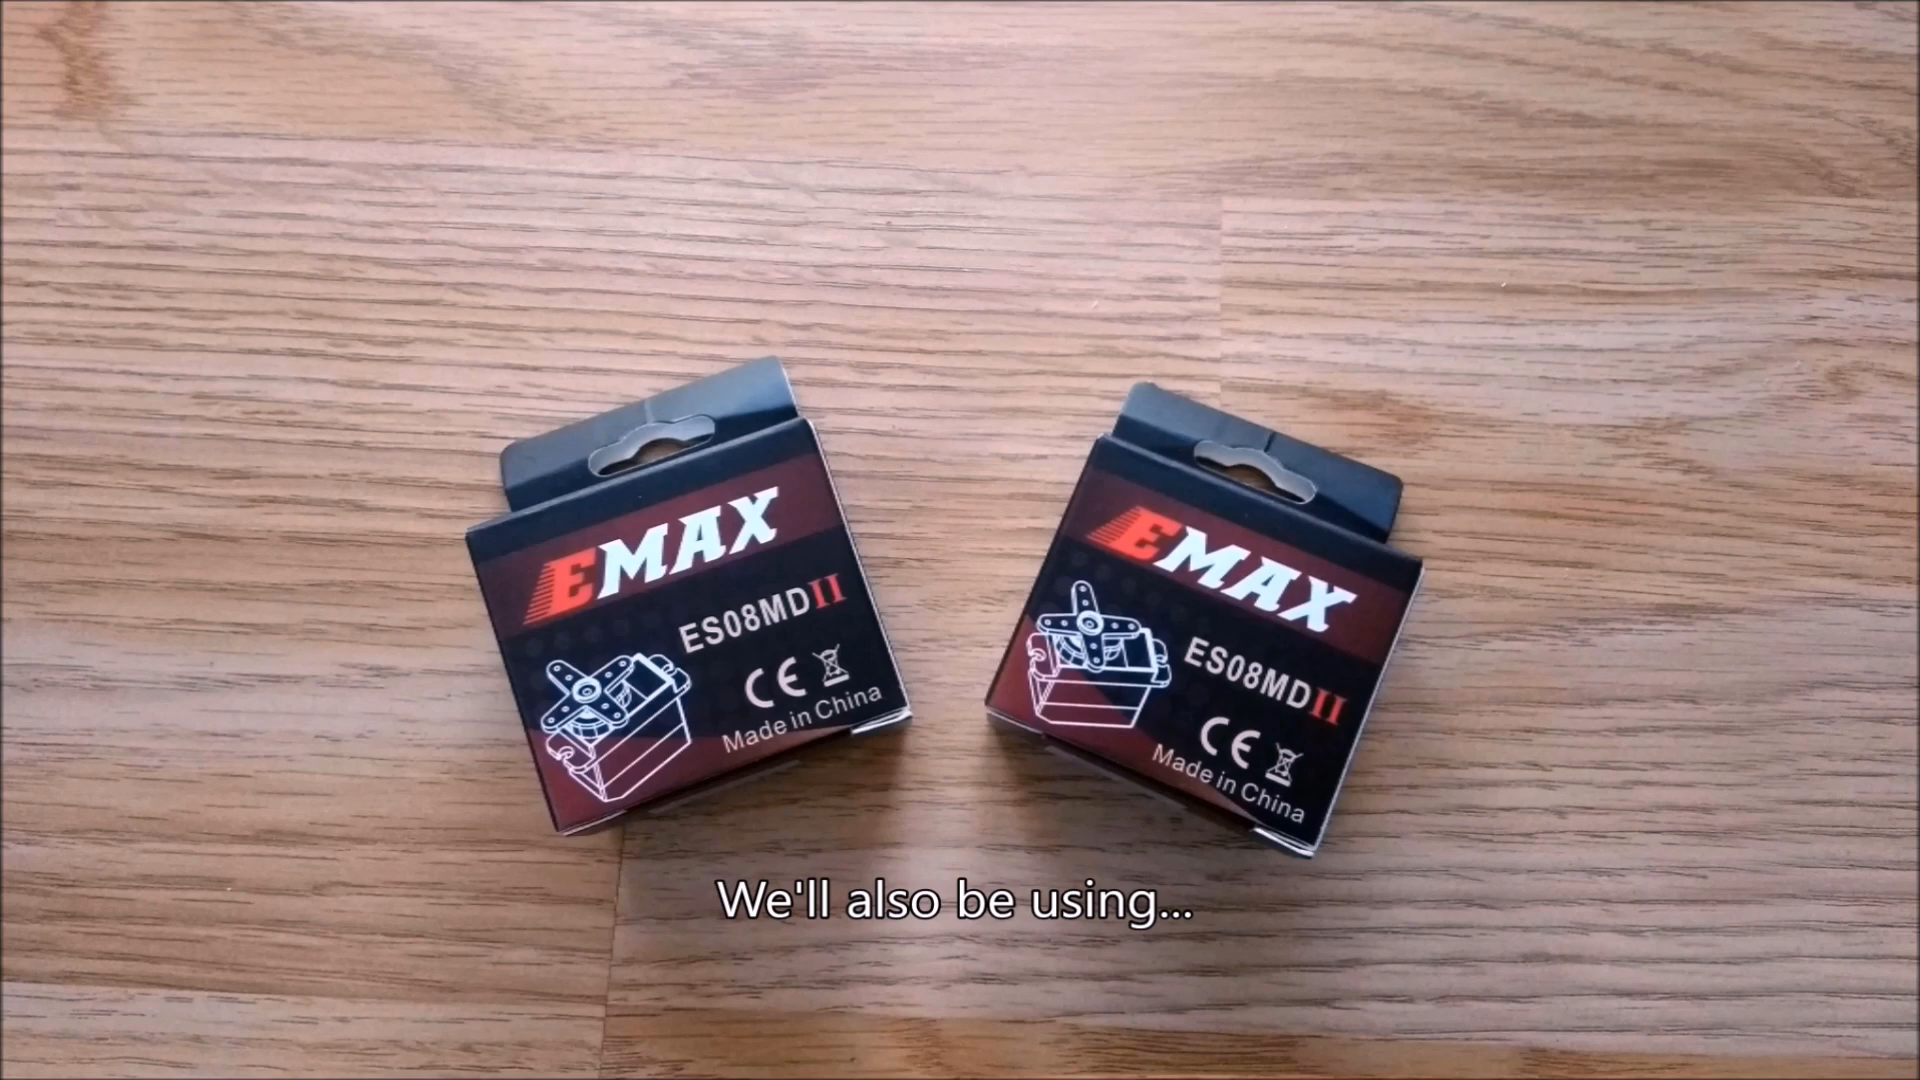 EMAX
ES08MDII
CE
Made in China
EMAX
ES08MDII
CE
Made in China
We'll also be using...